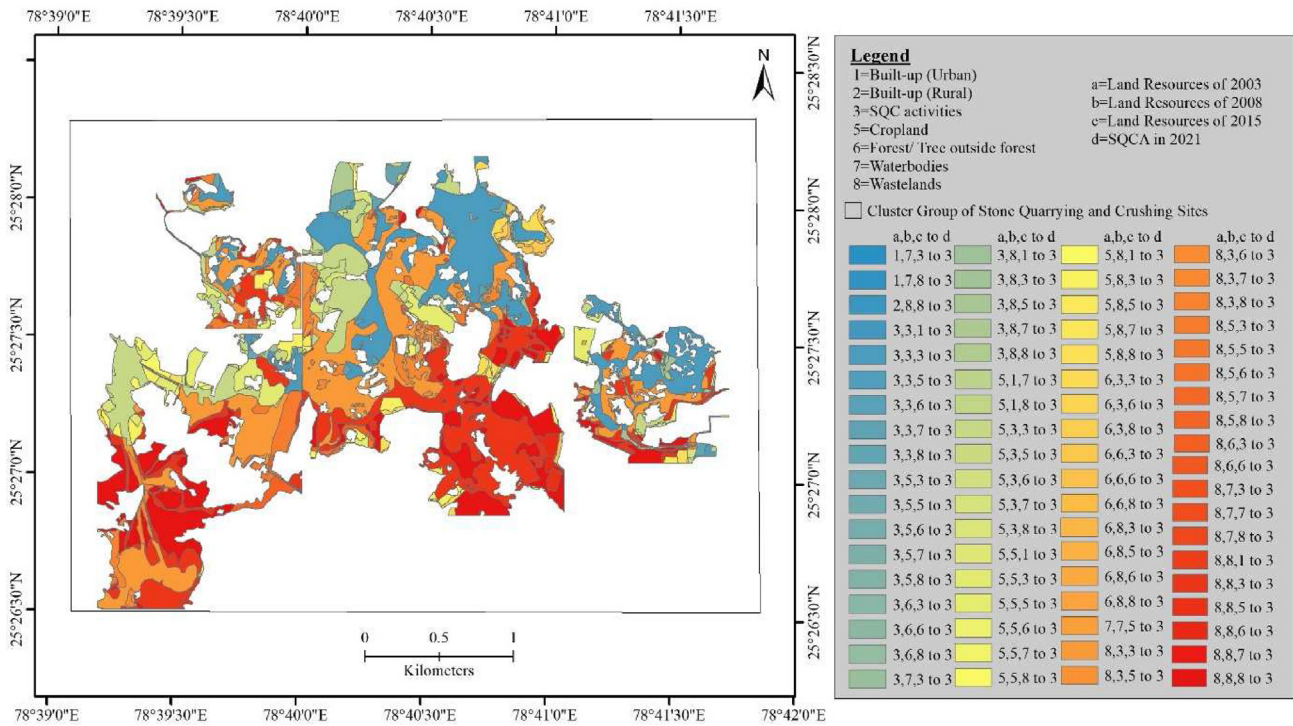 78°39'0"E 78°39'30"E 78°40'0"E 78°40'30"E 78°41'0"E 78°41'30"E
N
25°28'30"N
25°28'0"N 25°28'0"N
25°27'30"N 25°27'30"N
25°27'0"N 25°27'0"N
25°26'30"N 25°26'30"N
0 0.5 1
Kilometers
78°39'0"E 78°39'30"E 78°40'0"E 78°40'30"E 78°41'0"E 78°41'30"E 78°42'0"E
Legend
1=Built-up (Urban)
2=Built-up (Rural)
3=SQC activities
5=Cropland
6=Forest/ Tree outside forest
7=Waterbodies
8=Wastelands
a=Land Resources of 2003
b=Land Resources of 2008
c=Land Resources of 2015
d=SQCA in 2021
Cluster Group of Stone Quarrying and Crushing Sites
a,b,c to d a,b,c to d a,b,c to d a,b,c to d
1,7,3 to 3 3,8,1 to 3 5,8,1 to 3 8,3,6 to 3
1,7,8 to 3 3,8,3 to 3 5,8,3 to 3 8,3,7 to 3
2,8,8 to 3 3,8,5 to 3 5,8,5 to 3 8,3,8 to 3
3,3,1 to 3 3,8,7 to 3 5,8,7 to 3 8,5,3 to 3
3,3,3 to 3 3,8,8 to 3 5,8,8 to 3 8,5,5 to 3
3,3,5 to 3 5,1,7 to 3 6,3,3 to 3 8,5,6 to 3
3,3,6 to 3 5,1,8 to 3 6,3,6 to 3 8,5,7 to 3
3,3,7 to 3 5,3,3 to 3 6,3,8 to 3 8,5,8 to 3
3,3,8 to 3 5,3,5 to 3 6,6,3 to 3 8,6,3 to 3
3,5,3 to 3 5,3,6 to 3 6,6,6 to 3 8,6,6 to 3
3,5,5 to 3 5,3,7 to 3 6,6,8 to 3 8,7,3 to 3
3,5,6 to 3 5,3,8 to 3 6,8,3 to 3 8,7,7 to 3
3,5,7 to 3 5,5,1 to 3 6,8,5 to 3 8,7,8 to 3
3,5,8 to 3 5,5,3 to 3 6,8,6 to 3 8,8,1 to 3
3,6,3 to 3 5,5,5 to 3 6,8,8 to 3 8,8,3 to 3
3,6,6 to 3 5,5,6 to 3 7,7,5 to 3 8,8,5 to 3
3,6,8 to 3 5,5,7 to 3 8,3,3 to 3 8,8,6 to 3
3,7,3 to 3 5,5,8 to 3 8,3,5 to 3 8,8,7 to 3
8,8,8 to 3